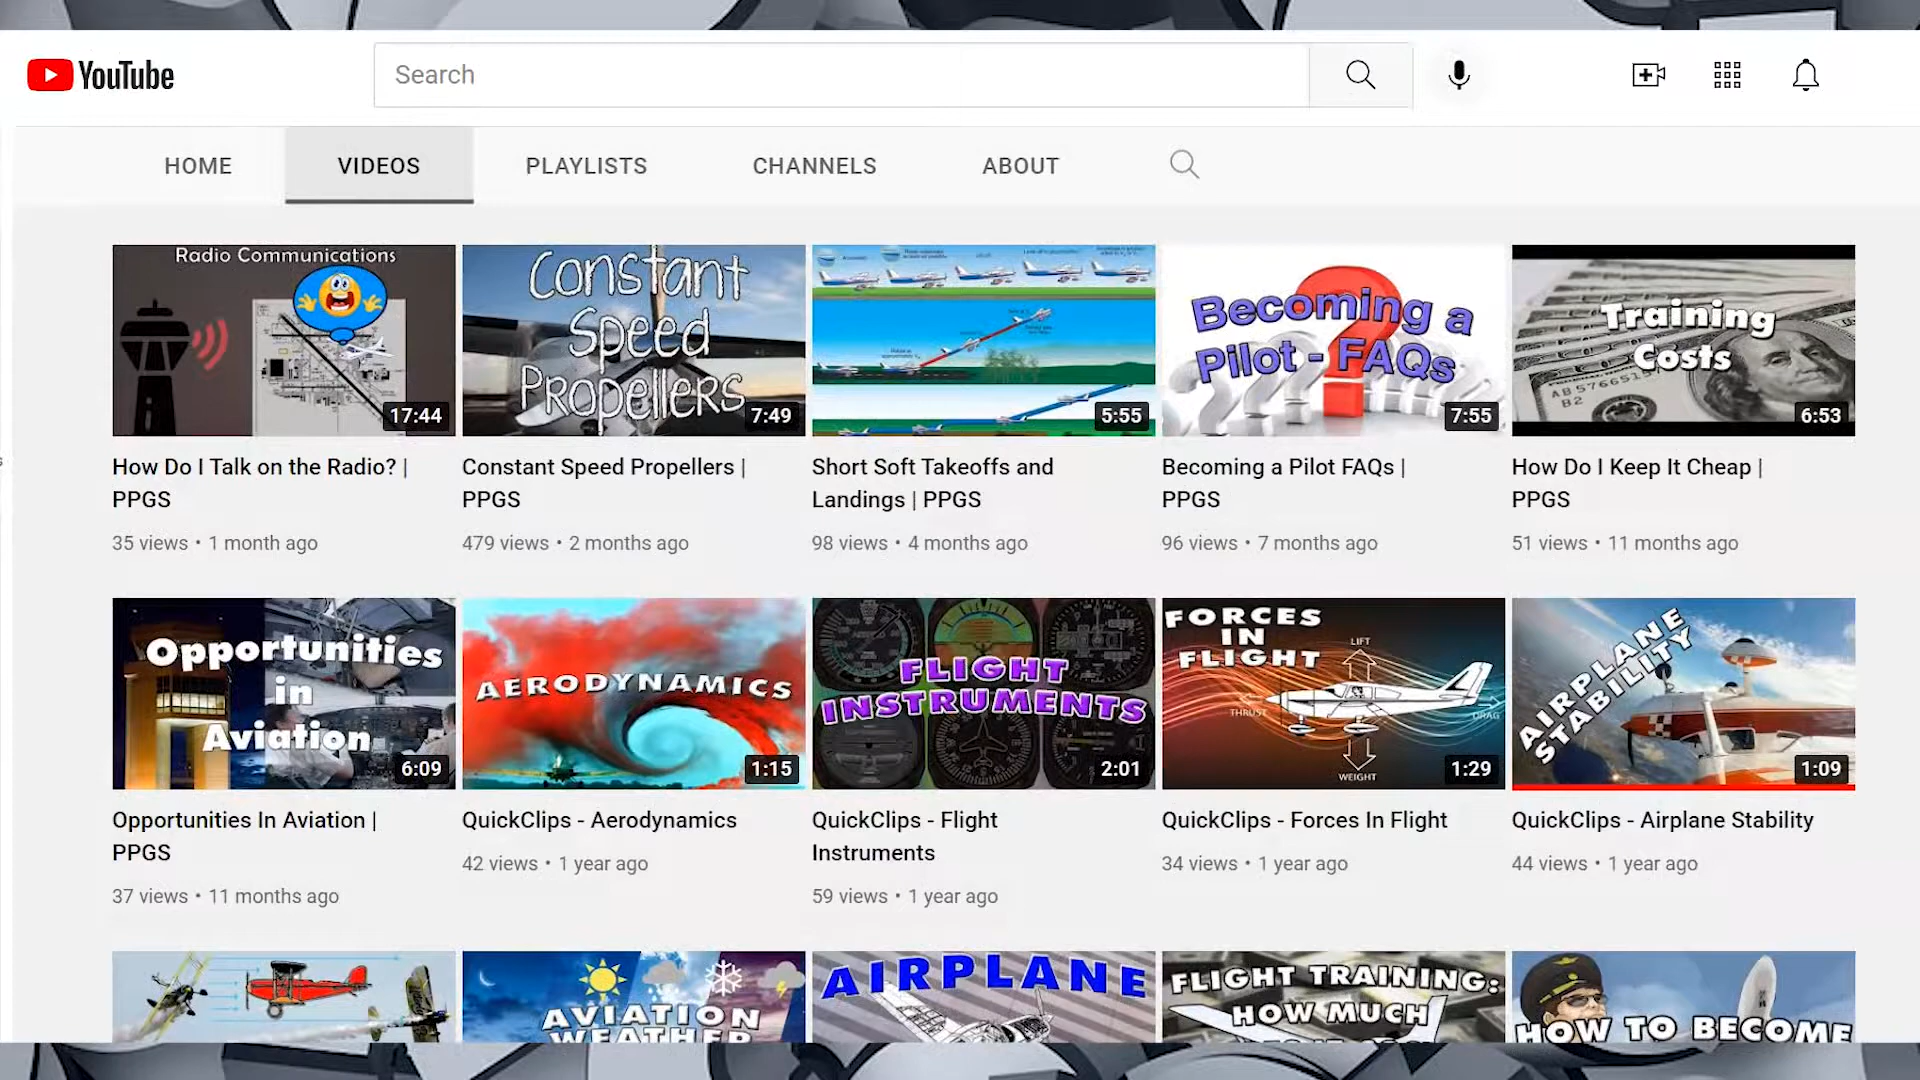 YouTube
Search
HOME
VIDEOS
PLAYLISTS
CHANNELS
ABOUT
Radio Communications
17:44
Constant
Speed
Propellers
7:49
5:55
Becoming a
Pilot - FAQs
7:55
Training
Costs
6:53
How Do I Talk on the Radio? |
PPGS
35 views • 1 month ago
Constant Speed Propellers |
PPGS
479 views • 2 months ago
Short Soft Takeoffs and
Landings | PPGS
98 views • 4 months ago
Becoming a Pilot FAQs |
PPGS
96 views • 7 months ago
How Do I Keep It Cheap |
PPGS
51 views • 11 months ago
Opportunities
in
Aviation
6:09
AERODYNAMICS
1:15
FLIGHT
INSTRUMENTS
2:01
FORCES
IN
FLIGHT
LIFT
THRUST
DRAG
WEIGHT
1:29
AIRPLANE
STABILITY
1:09
Opportunities In Aviation |
PPGS
37 views • 11 months ago
QuickClips - Aerodynamics
42 views • 1 year ago
QuickClips - Flight
Instruments
59 views • 1 year ago
QuickClips - Forces In Flight
34 views • 1 year ago
QuickClips - Airplane Stability
44 views • 1 year ago
AVIATION
WEATHER
AIRPLANE
FLIGHT TRAINING:
HOW MUCH
HOW TO BECOME